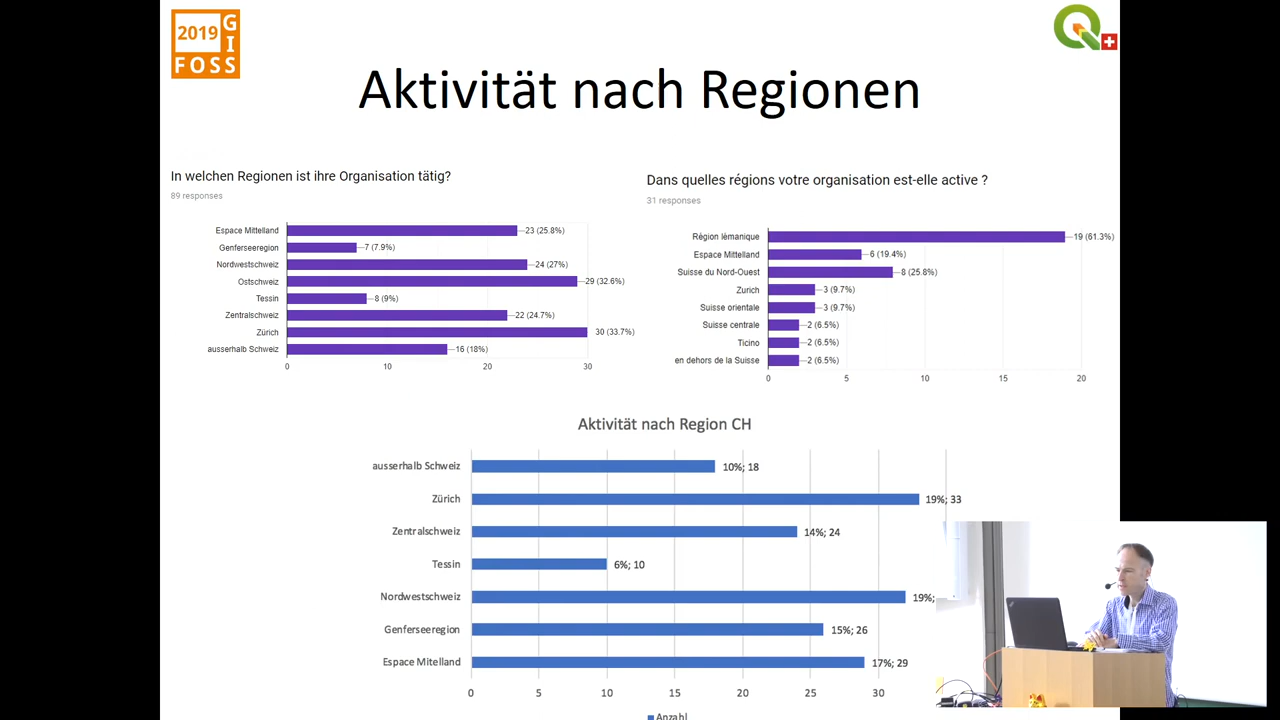 2019 G
I
FOSS
Aktivität nach Regionen
In welchen Regionen ist ihre Organisation tätig?
89 responses
Espace Mittelland 23 (25.8%)
Genferseeregion 7 (7.9%)
Nordwestschweiz 24 (27%)
Ostschweiz 29 (32.6%)
Tessin 8 (9%)
Zentralschweiz 22 (24.7%)
Zürich 30 (33.7%)
ausserhalb Schweiz 16 (18%)
0 10 20 30
Dans quelles régions votre organisation est-elle active ?
31 responses
Région lémanique 19 (61.3%)
Espace Mittelland 6 (19.4%)
Suisse du Nord-Ouest 8 (25.8%)
Zurich 3 (9.7%)
Suisse orientale 3 (9.7%)
Suisse centrale 2 (6.5%)
Ticino 2 (6.5%)
en dehors de la Suisse 2 (6.5%)
0 5 10 15 20
Aktivität nach Region CH
ausserhalb Schweiz 10%; 18
Zürich 19%; 33
Zentralschweiz 14%; 24
Tessin 6%; 10
Nordwestschweiz 19%;
Genferseeregion 15%; 26
Espace Mitelland 17%; 29
0 5 10 15 20 25 30
Anzahl